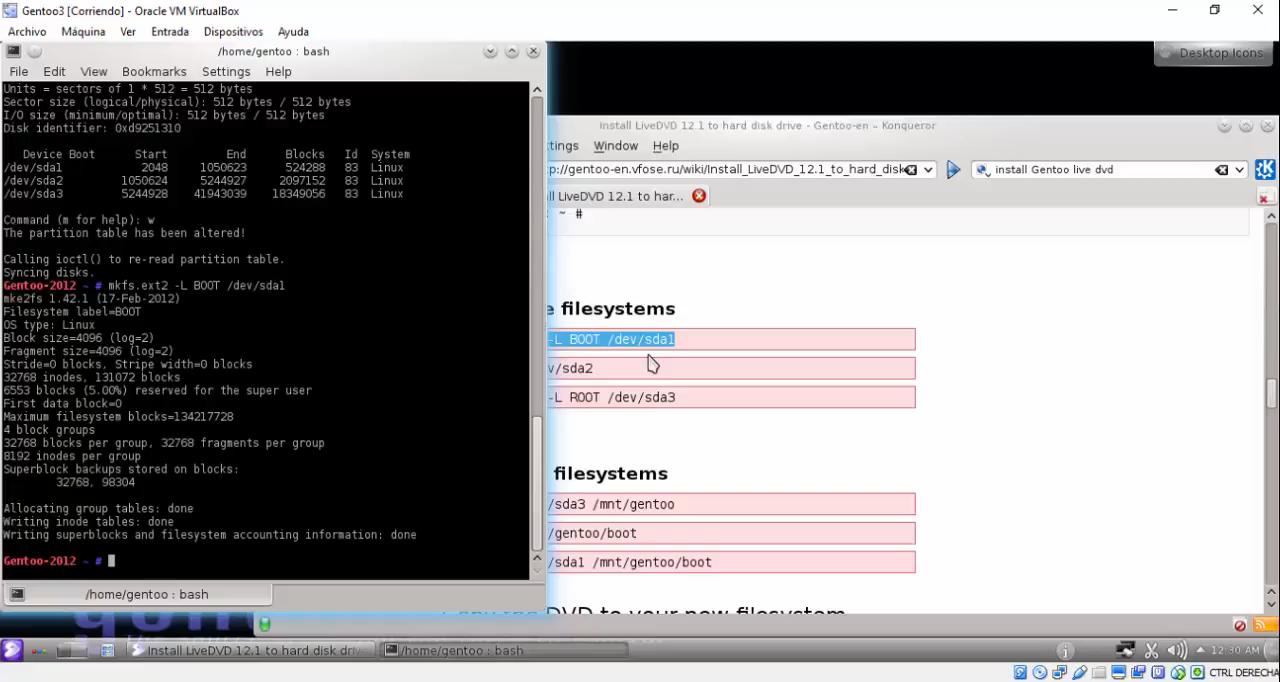 Gentoo3 [Corriendo] - Oracle VM VirtualBox
Archivo Máquina Ver Entrada Dispositivos Ayuda
/home/gentoo : bash
File Edit View Bookmarks Settings Help
Units = sectors of 1 * 512 = 512 bytes
Sector size (logical/physical): 512 bytes / 512 bytes
I/O size (minimum/optimal): 512 bytes / 512 bytes
Disk identifier: 0xd9251310
Device Boot Start End Blocks Id System
/dev/sda1 2048 1050623 524288 83 Linux
/dev/sda2 1050624 5244927 2097152 83 Linux
/dev/sda3 5244928 41943039 18349056 83 Linux
Command (m for help): w
The partition table has been altered!
Calling ioctl() to re-read partition table.
Syncing disks.
Gentoo-2012 ~ # mkfs.ext2 -L BOOT /dev/sda1
mke2fs 1.42.1 (17-Feb-2012)
Filesystem label=BOOT
OS type: Linux
Block size=4096 (log=2)
Fragment size=4096 (log=2)
Stride=0 blocks, Stripe width=0 blocks
32768 inodes, 131072 blocks
6553 blocks (5.00%) reserved for the super user
First data block=0
Maximum filesystem blocks=134217728
4 block groups
32768 blocks per group, 32768 fragments per group
8192 inodes per group
Superblock backups stored on blocks:
32768, 98304
Allocating group tables: done
Writing inode tables: done
Writing superblocks and filesystem accounting information: done
Gentoo-2012 ~ #
/home/gentoo : bash
Desktop Icons
Install LiveDVD 12.1 to hard disk drive - Gentoo-en – Konqueror
ttings Window Help
p://gentoo-en.vfose.ru/wiki/Install_LiveDVD_12.1_to_hard_disk
install Gentoo live dvd
ll LiveDVD 12.1 to har...
~ #
e filesystems
-L BOOT /dev/sda1
v/sda2
-L ROOT /dev/sda3
filesystems
/sda3 /mnt/gentoo
/gentoo/boot
/sda1 /mnt/gentoo/boot
DVD to your new filesystem
Install LiveDVD 12.1 to hard disk driv
/home/gentoo : bash
12:30 AM
CTRL DERECHA